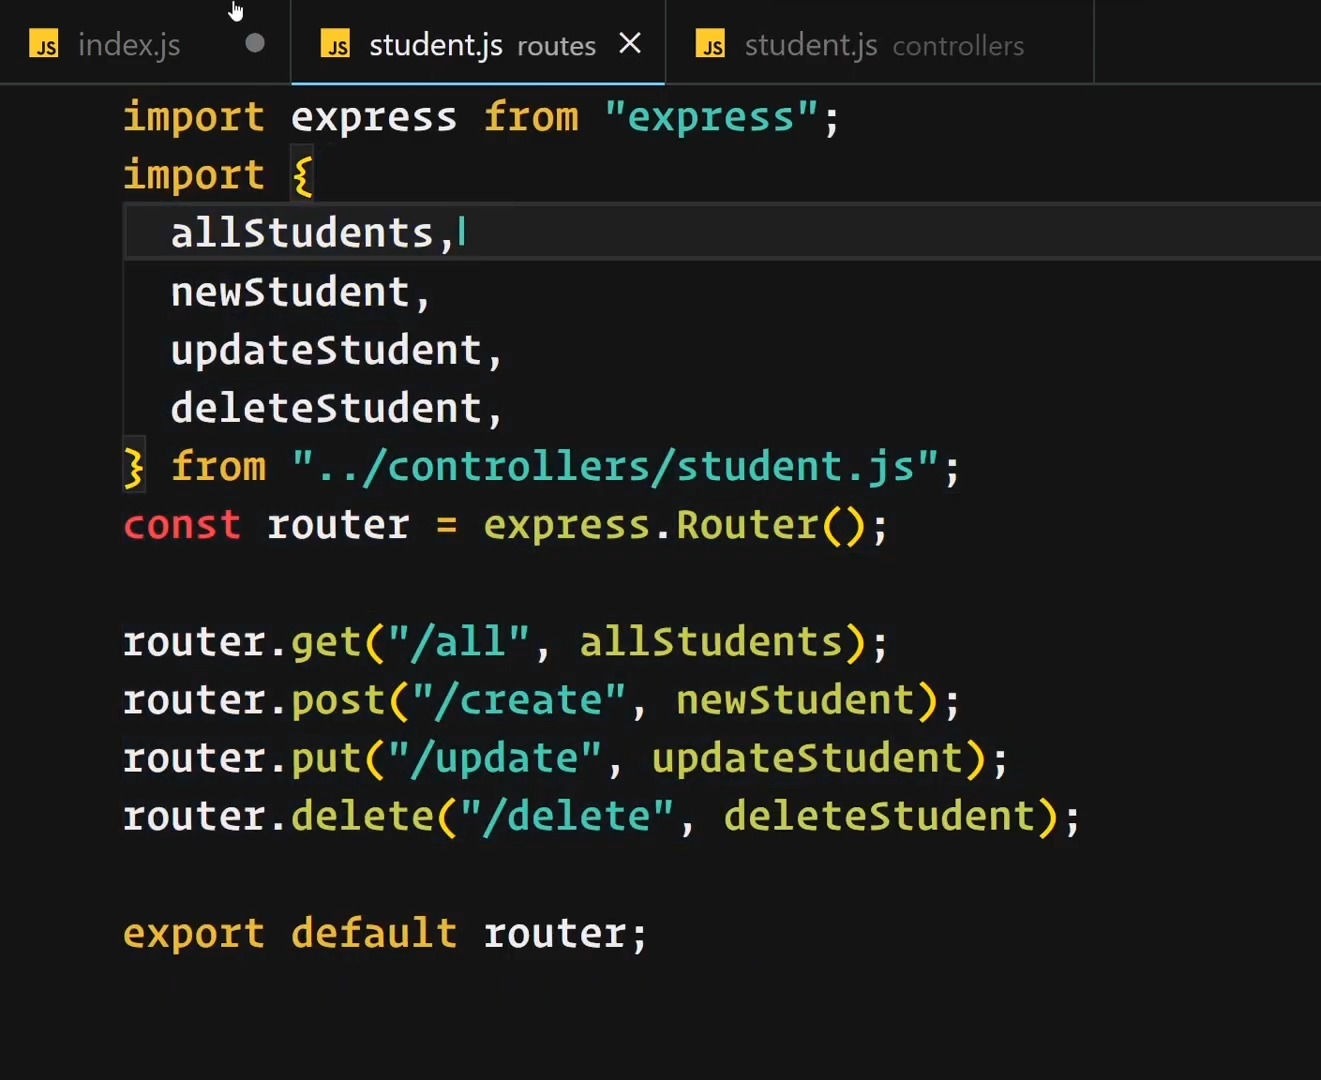 JS index.js JS student.js routes JS student.js controllers
import express from "express";
import {
allStudents,
newStudent,
updateStudent,
deleteStudent,
} from "../controllers/student.js";
const router = express.Router();
router.get("/all", allStudents);
router.post("/create", newStudent);
router.put("/update", updateStudent);
router.delete("/delete", deleteStudent);
export default router;